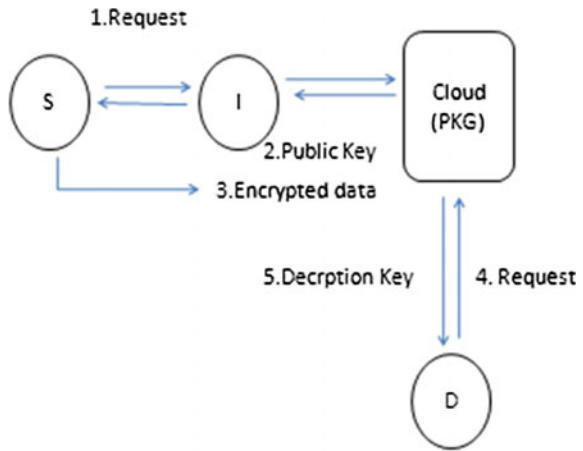 1.Request
S
I
Cloud
(PKG)
2.Public Key
3.Encrypted data
5.Decrption Key
4. Request
D